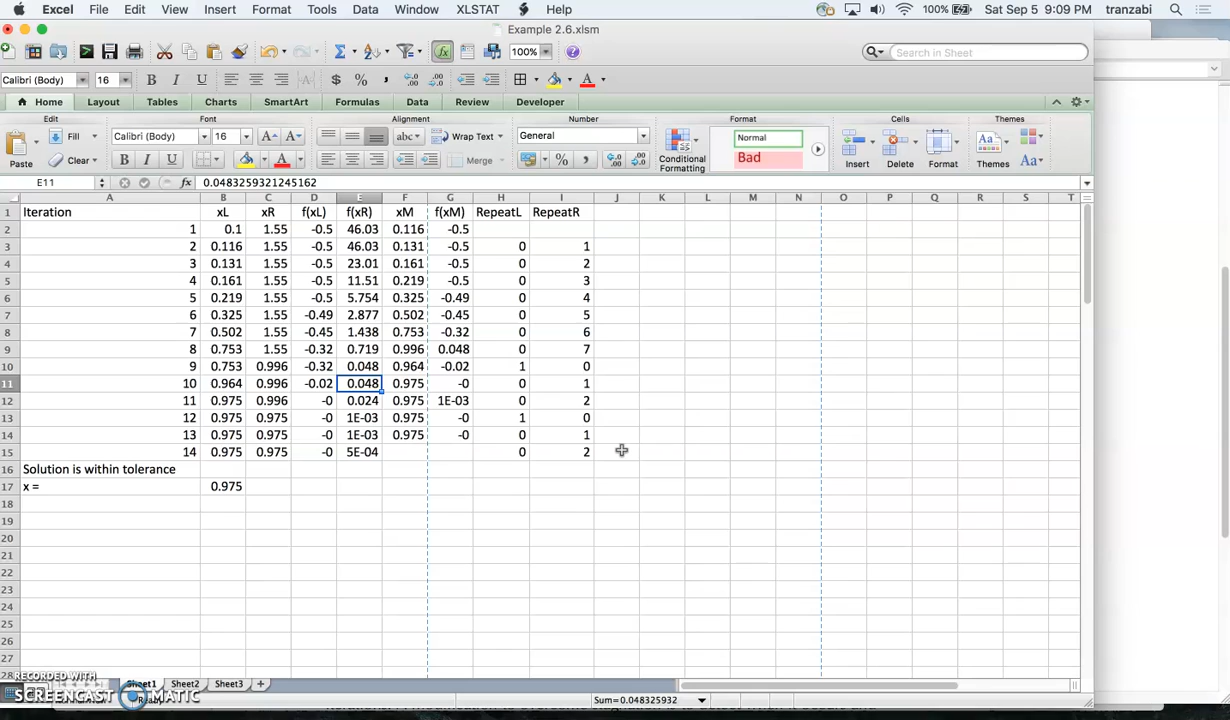 Excel File Edit View Insert Format Tools Data Window XLSTAT Help 100% Sat Sep 5 9:09 PM tranzabi
Example 2.6.xlsm
100% Search in Sheet
Calibri (Body) 16 B I U $ %
Home Layout Tables Charts SmartArt Formulas Data Review Developer
Edit Font Alignment Number Format Cells Themes
Fill Calibri (Body) 16 A A abc Wrap Text General Normal
Paste Clear B I U A Merge % Conditional Formatting Bad Insert Delete Format Themes Aa
E11 fx 0.0483259321245162
A B C D E F G H I J K L M N O P Q R S T
1 Iteration xL xR f(xL) f(xR) xM f(xM) RepeatL RepeatR
2 1 0.1 1.55 -0.5 46.03 0.116 -0.5
3 2 0.116 1.55 -0.5 46.03 0.131 -0.5 0 1
4 3 0.131 1.55 -0.5 23.01 0.161 -0.5 0 2
5 4 0.161 1.55 -0.5 11.51 0.219 -0.5 0 3
6 5 0.219 1.55 -0.5 5.754 0.325 -0.49 0 4
7 6 0.325 1.55 -0.49 2.877 0.502 -0.45 0 5
8 7 0.502 1.55 -0.45 1.438 0.753 -0.32 0 6
9 8 0.753 1.55 -0.32 0.719 0.996 0.048 0 7
10 9 0.753 0.996 -0.32 0.048 0.964 -0.02 1 0
11 10 0.964 0.996 -0.02 0.048 0.975 -0 0 1
12 11 0.975 0.996 -0 0.024 0.975 1E-03 0 2
13 12 0.975 0.975 -0 1E-03 0.975 -0 1 0
14 13 0.975 0.975 -0 1E-03 0.975 -0 0 1
15 14 0.975 0.975 -0 5E-04 0 2
16 Solution is within tolerance
17 x = 0.975
18
19
20
21
22
23
24
25
26
27
28
RECORDED WITH
SCREENCAST MATIC
Sheet1 Sheet2 Sheet3
Ready Sum=0.048325932